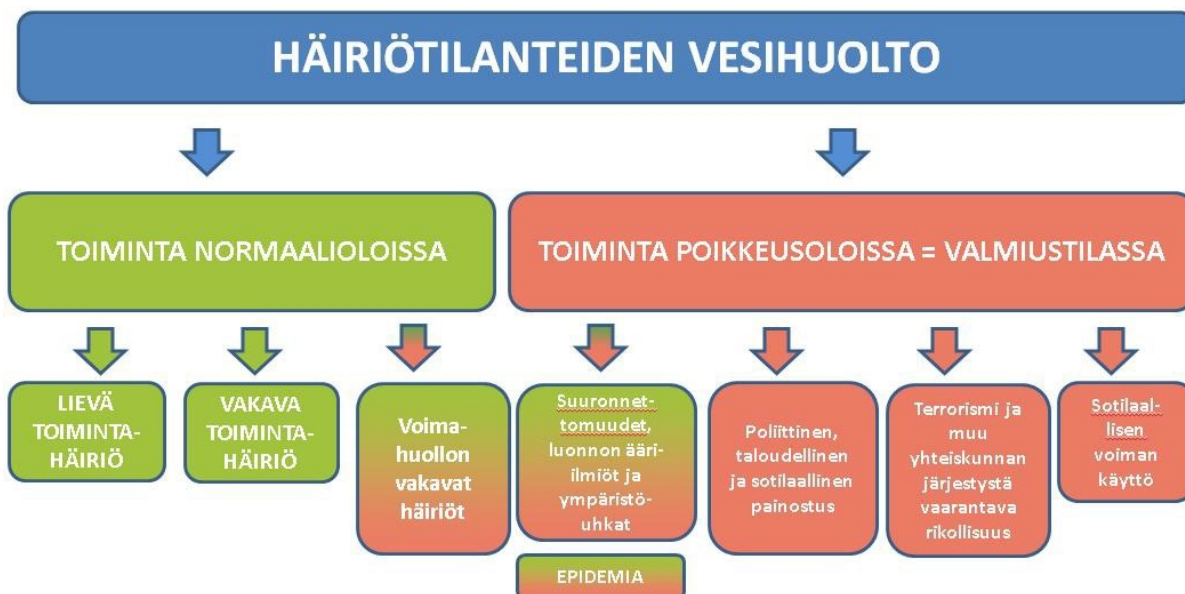 HÄIRIÖTILANTEIDEN VESIHUOLTO
TOIMINTA NORMAALIOLOISSA
TOIMINTA POIKKEUSOLOISSA = VALMIUSTILASSA
LIEVÄ
TOIMINTA-
HÄIRIÖ
VAKAVA
TOIMINTA-
HÄIRIÖ
Voima-
huollon
vakavat
häiriöt
Suuronnet-
tomuudet,
luonnon ääri-
ilmiöt ja
ympäristö-
uhkat
EPIDEMIA
Poliittinen,
taloudellinen
ja sotilaallinen
painostus
Terrorismi ja
muu
yhteiskunnan
järjestystä
vaarantava
rikollisuus
Sotilaal-
lisen
voiman
käyttö